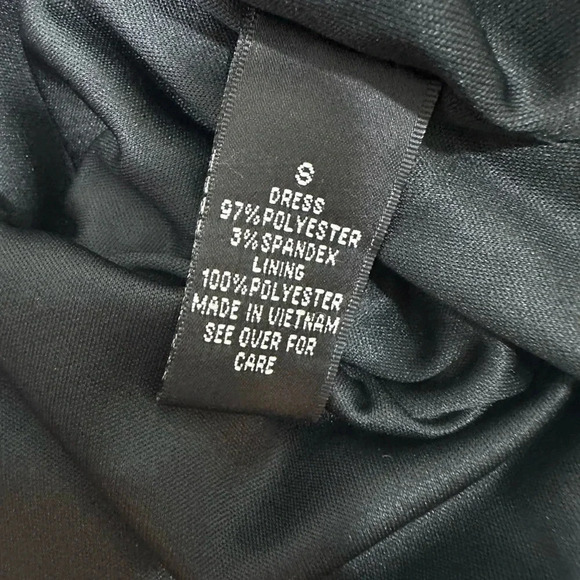 S
DRESS
97%POLYESTER
3%SPANDEX
LINING
100%POLYESTER
MADE IN VIETNAM
SEE OVER FOR
CARE